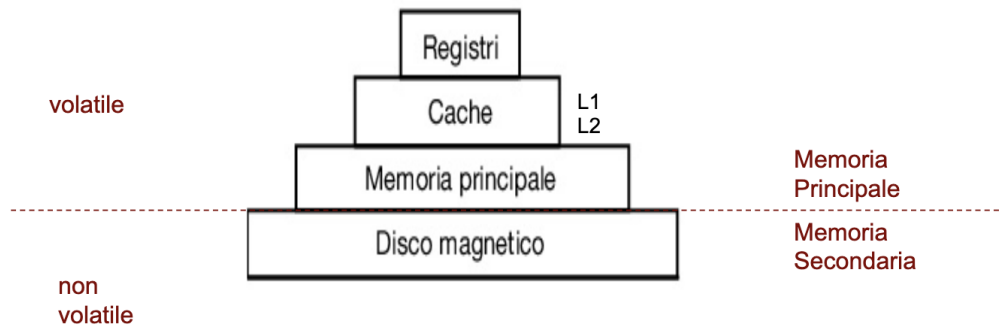 Registri
volatile
Cache
L1
L2
Memoria principale
Memoria
Principale
Disco magnetico
Memoria
Secondaria
non
volatile